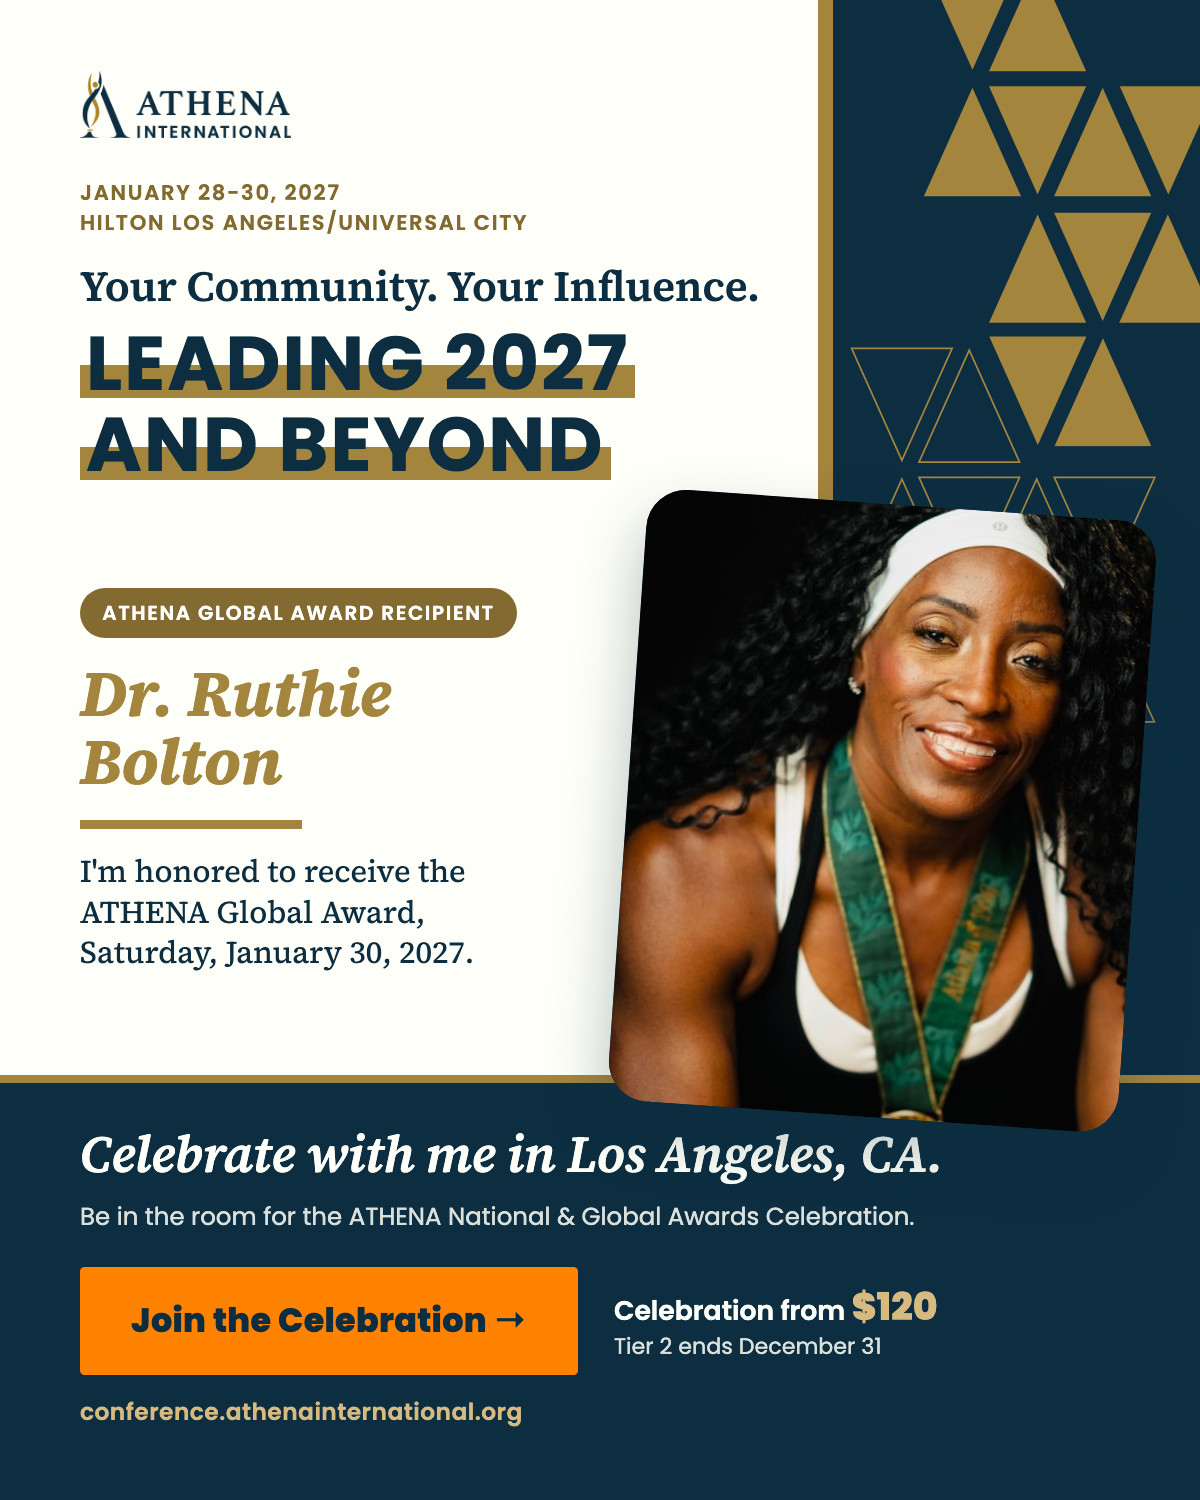 ATHENA
INTERNATIONAL
JANUARY 28-30, 2027
HILTON LOS ANGELES/UNIVERSAL CITY
Your Community. Your Influence.
LEADING 2027
AND BEYOND
ATHENA GLOBAL AWARD RECIPIENT
Dr. Ruthie
Bolton
I'm honored to receive the
ATHENA Global Award,
Saturday, January 30, 2027.
Atlanta
Celebrate with me in Los Angeles, CA.
Be in the room for the ATHENA National & Global Awards Celebration.
Join the Celebration →
Celebration from $120
Tier 2 ends December 31
conference.athenainternational.org